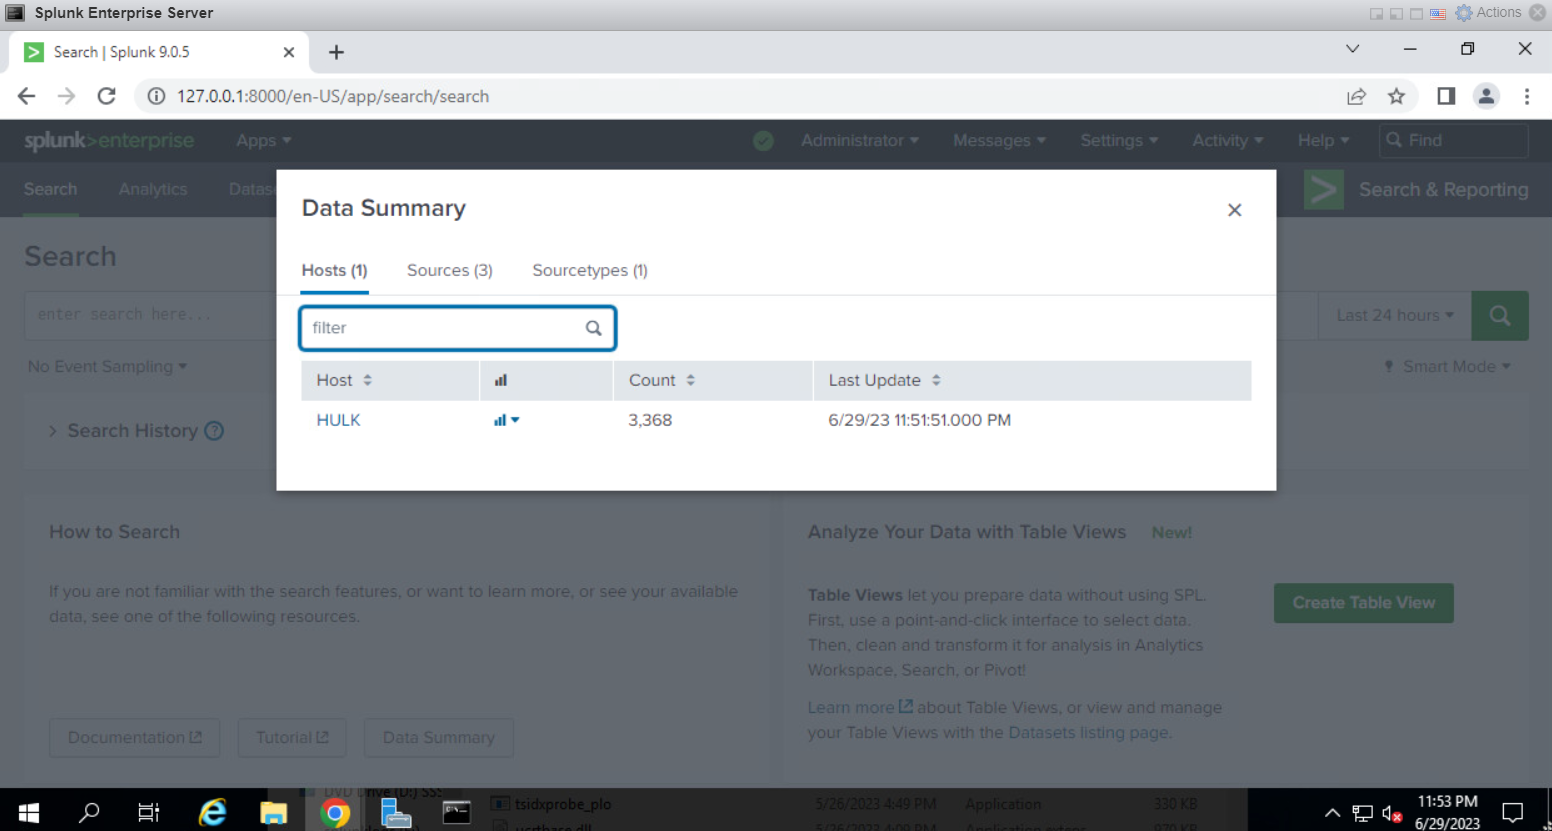 Splunk Enterprise Server
Actions
Search | Splunk 9.0.5
127.0.0.1:8000/en-US/app/search/search
splunk>enterprise Apps Administrator Messages Settings Activity Help Find
Search Analytics Search & Reporting
Data Summary
Hosts (1) Sources (3) Sourcetypes (1)
filter
Host Count Last Update
HULK 3,368 6/29/23 11:51:51.000 PM
Search
enter search here... Last 24 hours
No Event Sampling Smart Mode
Search History ?
How to Search
If you are not familiar with the search features, or want to learn more, or see your available
data, see one of the following resources.
Documentation Tutorial Data Summary
Analyze Your Data with Table Views New!
Table Views let you prepare data without using SPL.
First, use a point-and-click interface to select data.
Then, clean and transform it for analysis in Analytics
Workspace, Search, or Pivot!
Create Table View
Learn more about Table Views, or view and manage
your Table Views with the Datasets listing page.
DVD Drive (D:) SSS
tsidxprobe_plo 5/26/2023 4:49 PM Application 330 KB
11:53 PM
6/29/2023